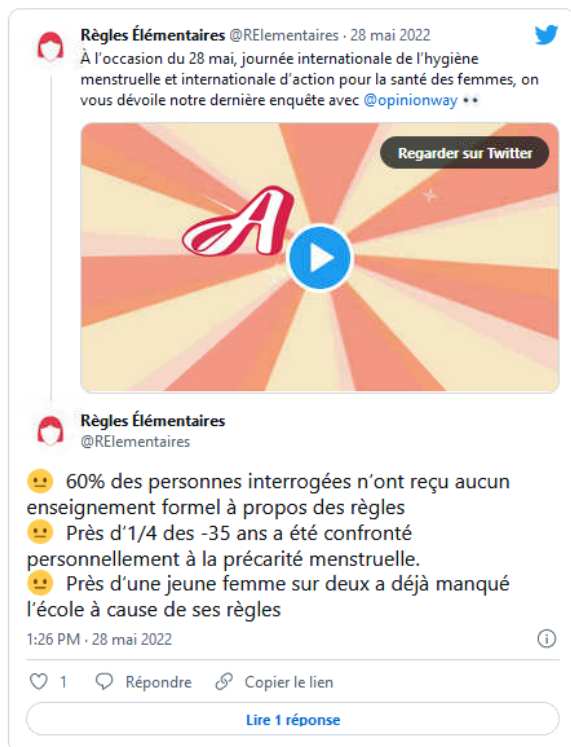 Règles Élémentaires @RElementaires · 28 mai 2022
À l'occasion du 28 mai, journée internationale de l'hygiène
menstruelle et internationale d'action pour la santé des femmes, on
vous dévoile notre dernière enquête avec @opinionway 👀
Regarder sur Twitter
A
Règles Élémentaires
@RElementaires
😐 60% des personnes interrogées n'ont reçu aucun
enseignement formel à propos des règles
😐 Près d'1/4 des -35 ans a été confronté
personnellement à la précarité menstruelle.
😐 Près d'une jeune femme sur deux a déjà manqué
l'école à cause de ses règles
1:26 PM · 28 mai 2022
1 Répondre Copier le lien
Lire 1 réponse